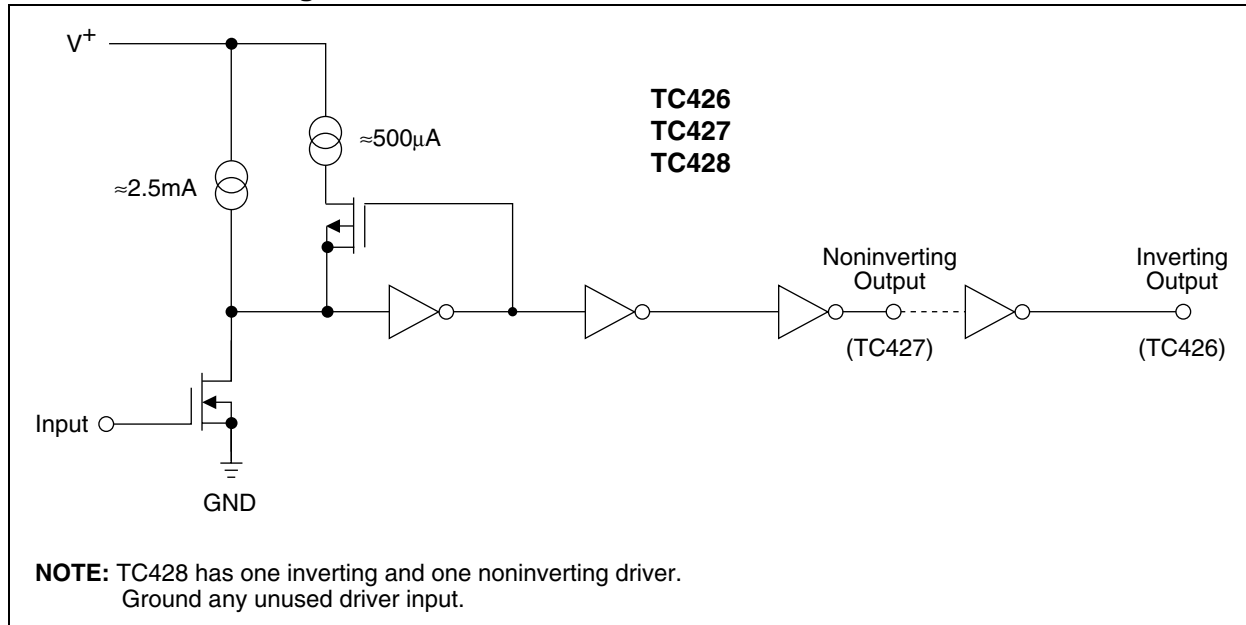 V+
≈500μA
≈2.5mA
TC426
TC427
TC428
Noninverting
Output
(TC427)
Inverting
Output
(TC426)
Input
GND
NOTE: TC428 has one inverting and one noninverting driver.
Ground any unused driver input.